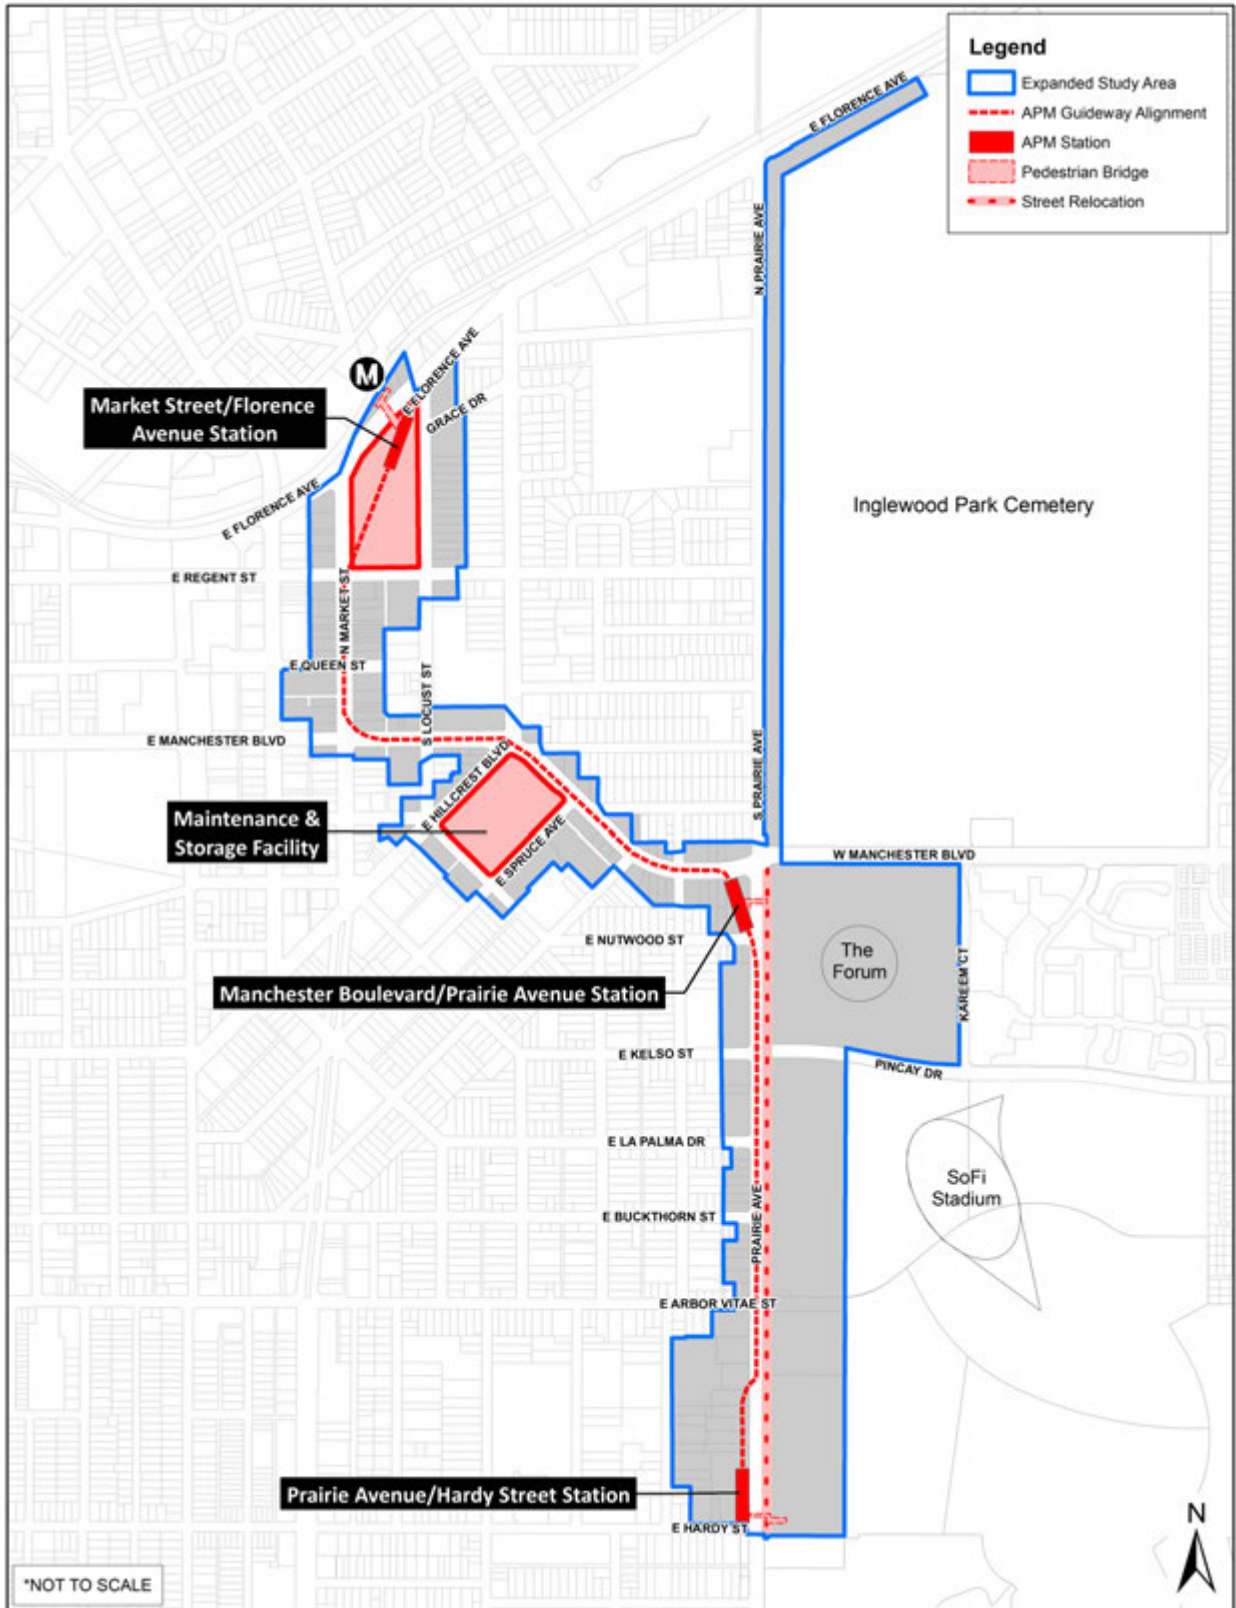 Legend
Expanded Study Area
APM Guideway Alignment
APM Station
Pedestrian Bridge
Street Relocation
E FLORENCE AVE
N PRAIRIE AVE
M
E FLORENCE AVE
Market Street/Florence
Avenue Station
GRACE DR
E FLORENCE AVE
Inglewood Park Cemetery
E REGENT ST
N MARKET ST
E QUEEN ST
S LOCUST ST
E MANCHESTER BLVD
S PRAIRIE AVE
E HILLCREST BLVD
Maintenance &
Storage Facility
E SPRUCE AVE
W MANCHESTER BLVD
E NUTWOOD ST
The
Forum
KAREEM CT
Manchester Boulevard/Prairie Avenue Station
E KELSO ST
PINCAY DR
E LA PALMA DR
SoFi
Stadium
E BUCKTHORN ST
PRAIRIE AVE
E ARBOR VITAE ST
Prairie Avenue/Hardy Street Station
E HARDY ST
N
*NOT TO SCALE